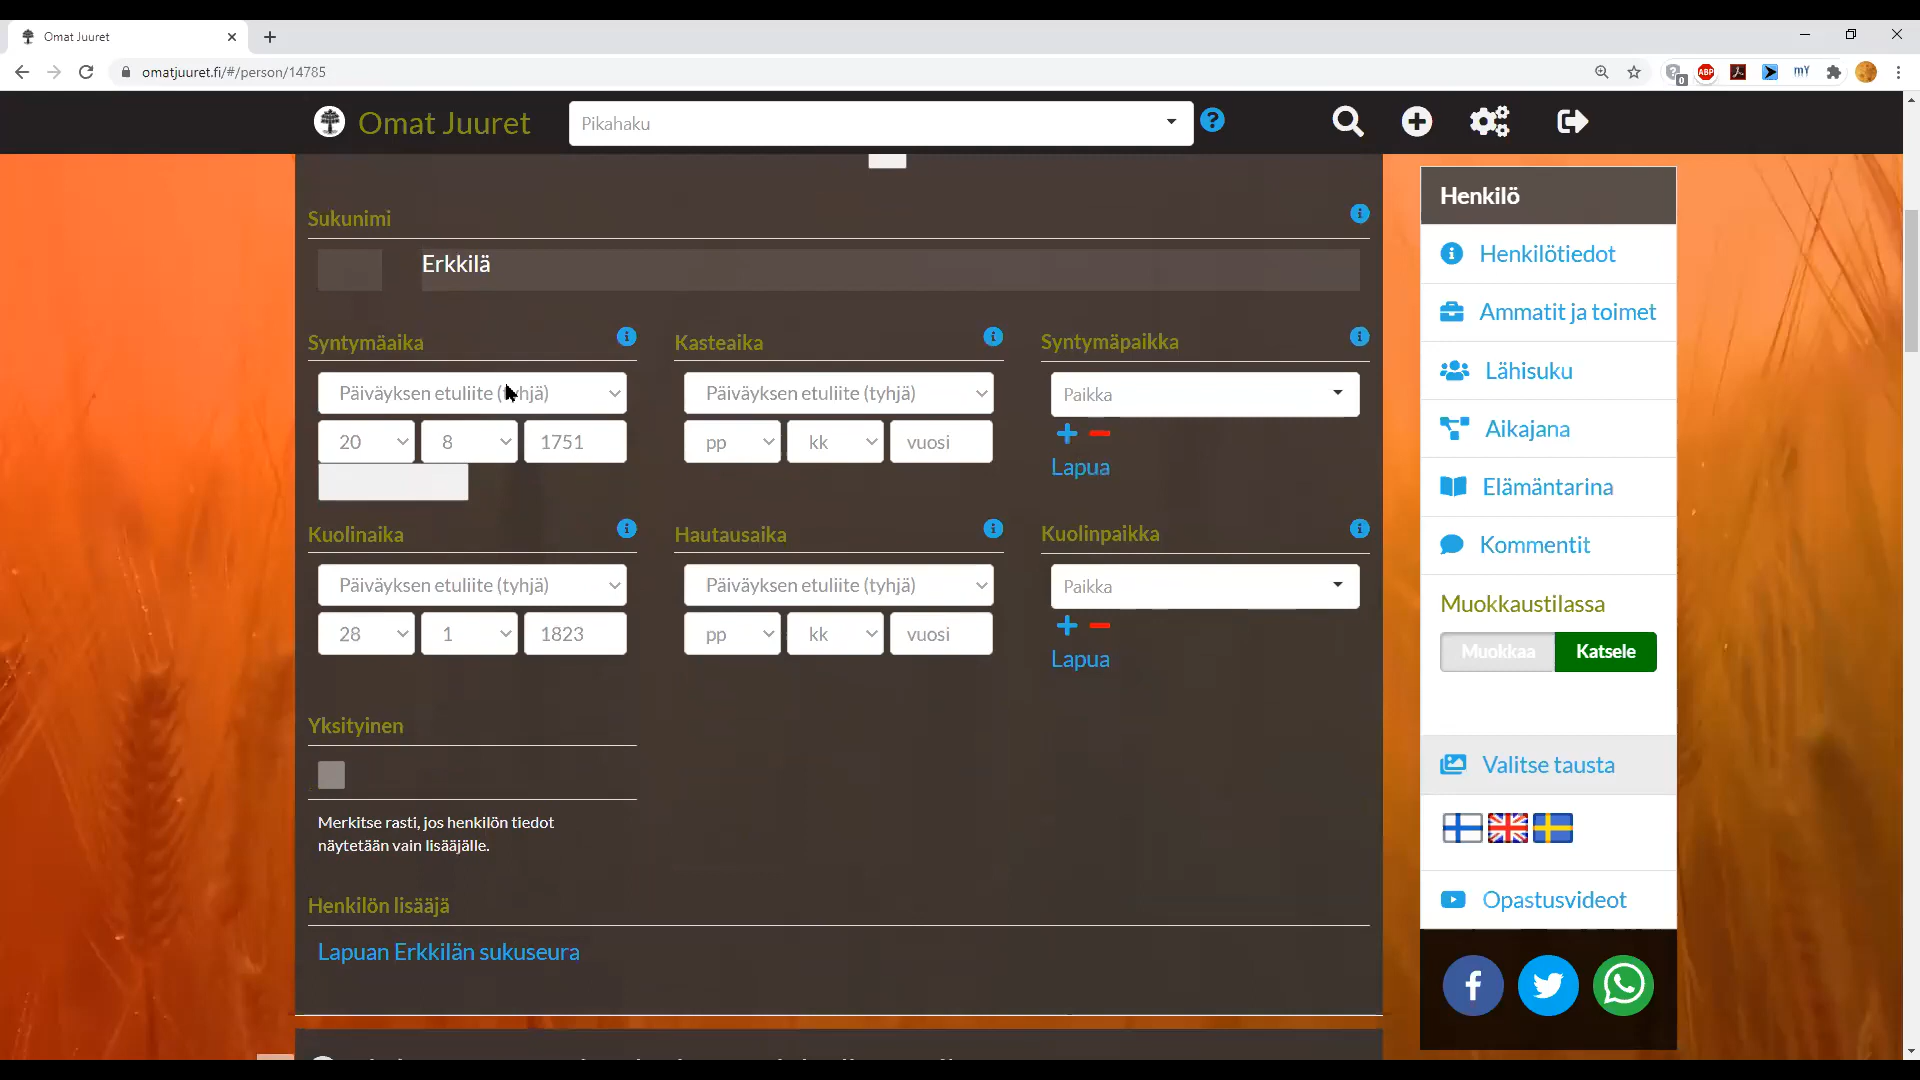 Omat Juuret
omatjuuret.fi/#/person/14785
0
ABP
mY
Omat Juuret
Pikahaku
?
Sukunimi
Erkkilä
Syntymäaika
Kasteaika
Syntymäpaikka
Päiväyksen etuliite (tyhjä)
Päiväyksen etuliite (tyhjä)
Paikka
20
8
1751
pp
kk
vuosi
Lapua
Kuolinaika
Hautausaika
Kuolinpaikka
Päiväyksen etuliite (tyhjä)
Päiväyksen etuliite (tyhjä)
Paikka
28
1
1823
pp
kk
vuosi
Lapua
Yksityinen
Merkitse rasti, jos henkilön tiedot
näytetään vain lisääjälle.
Henkilön lisääjä
Lapuan Erkkilän sukuseura
Henkilö
Henkilötiedot
Ammatit ja toimet
Lähisuku
Aikajana
Elämäntarina
Kommentit
Muokkaustilassa
Muokkaa
Katsele
Valitse tausta
Opastusvideot